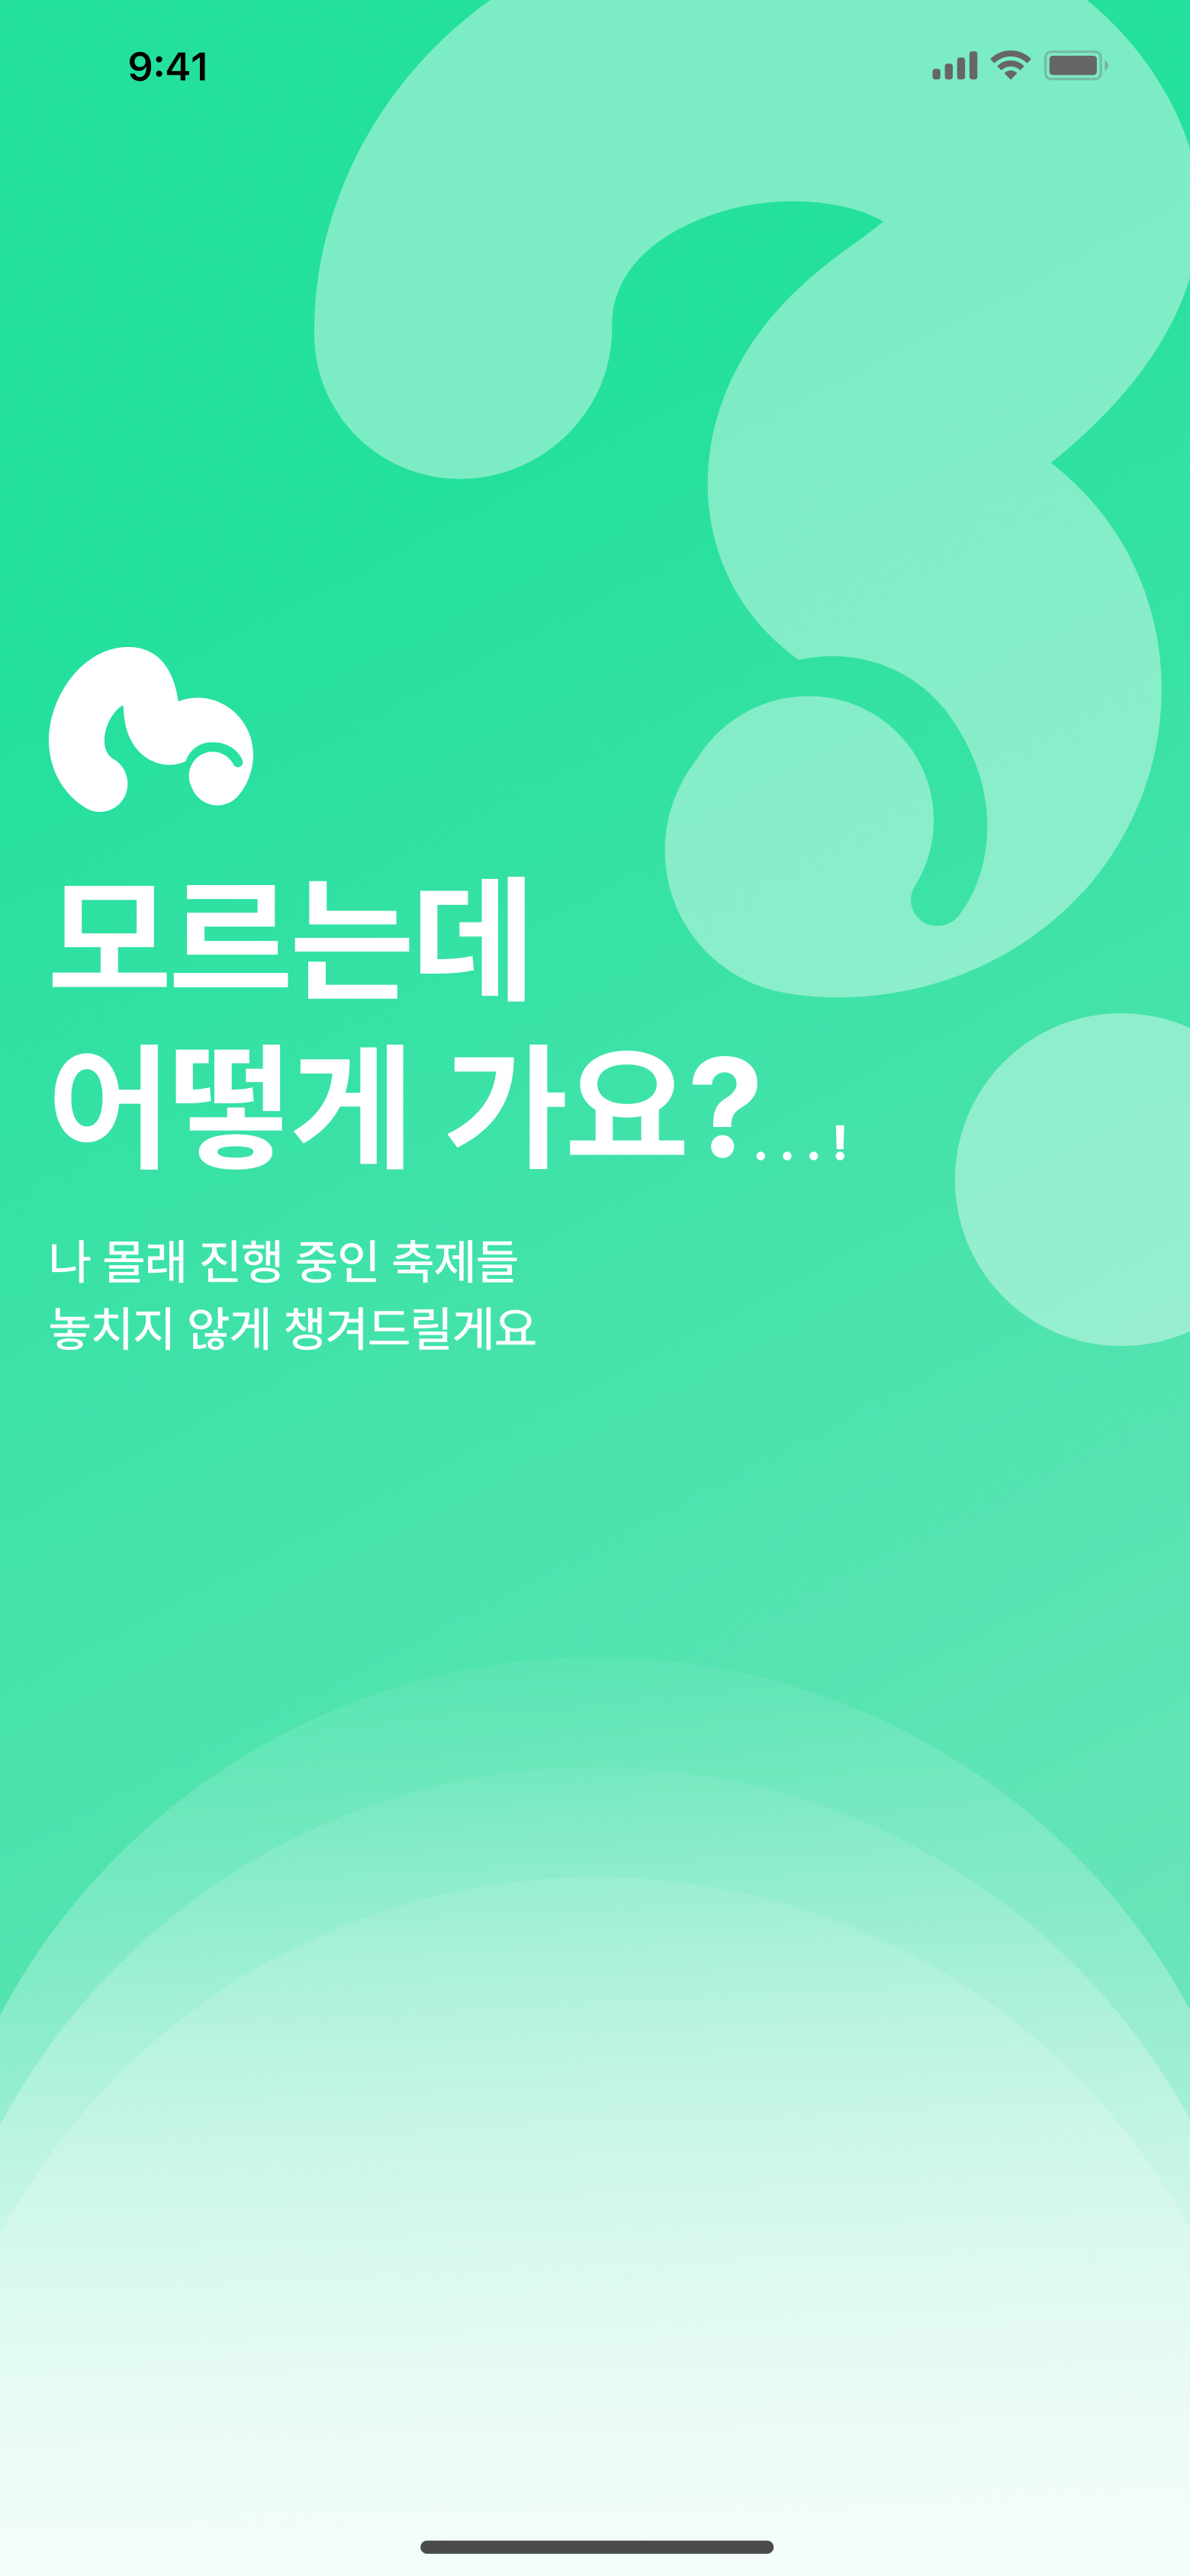 9:41
모르는데
어떻게 가요?...!
나 몰래 진행 중인 축제들
놓치지 않게 챙겨드릴게요